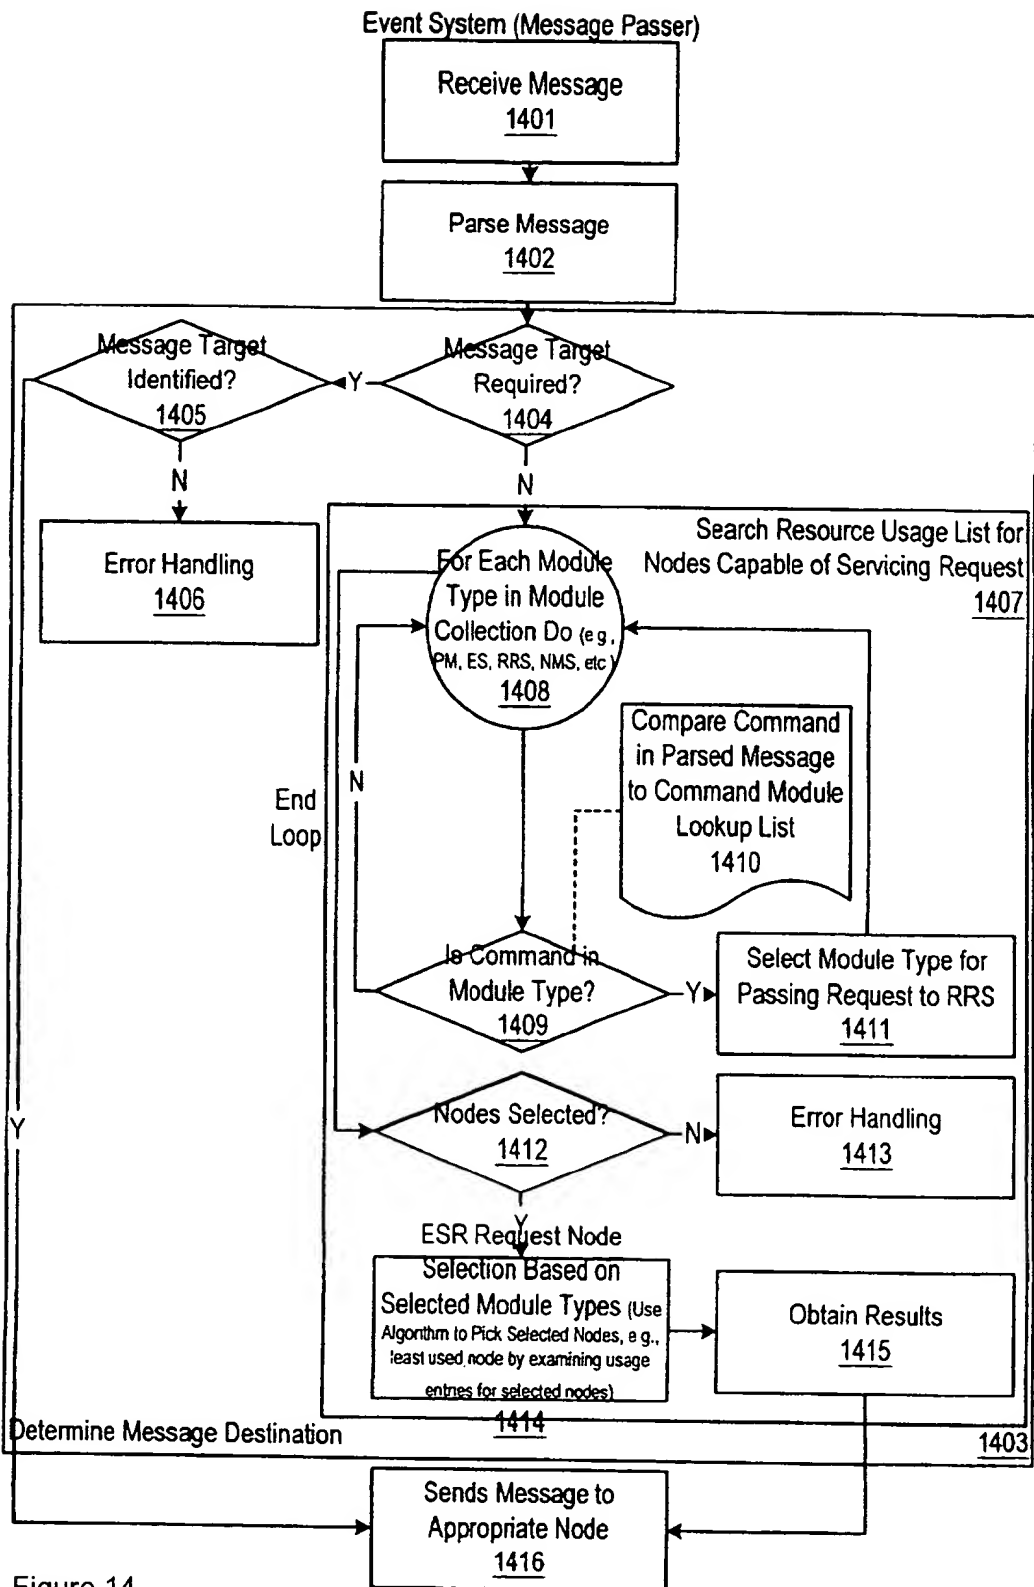 Event System (Message Passer)
Receive Message
1401
Parse Message
1402
Message Target
Identified?
1405
Y
Message Target
Required?
1404
N
N
Error Handling
1406
Search Resource Usage List for
Nodes Capable of Servicing Request
1407
For Each Module
Type in Module
Collection Do (e g ,
PM, ES, RRS, NMS, etc )
1408
Compare Command
in Parsed Message
to Command Module
Lookup List
1410
N
End
Loop
Is Command in
Module Type?
1409
Y
Select Module Type for
Passing Request to RRS
1411
Y
Nodes Selected?
1412
N
Error Handling
1413
Y
ESR Request Node
Selection Based on
Selected Module Types (Use
Algorithm to Pick Selected Nodes, e g.,
least used node by examining usage
entries for selected nodes)
1414
Obtain Results
1415
Determine Message Destination
1403
Sends Message to
Appropriate Node
1416
Figure 14